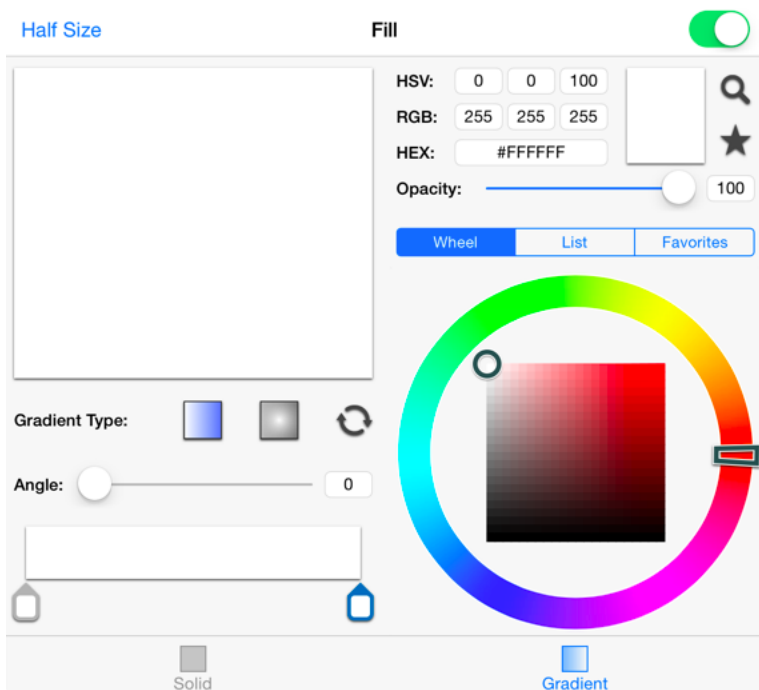 Half Size
Fill
HSV: 0 0 100
RGB: 255 255 255
HEX: #FFFFFF
Opacity: 100
Wheel List Favorites
Gradient Type:
Angle: 0
Solid
Gradient